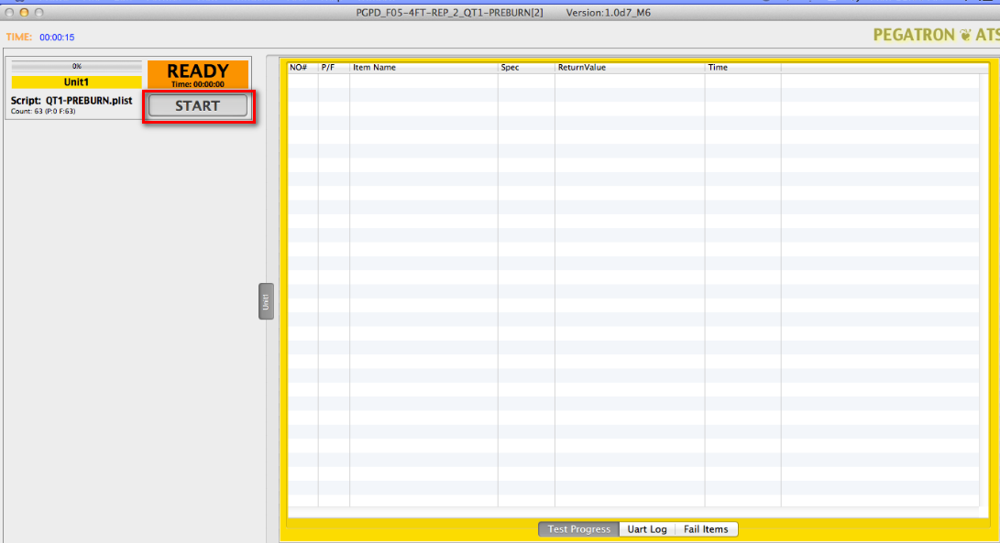 PGPD_F05-4FT-REP_2_QT1-PREBURN[2] Version:1.0d7_M6
TIME: 00:00:15
PEGATRON ATS
0%
READY
Time: 00:00:00
Unit1
Script: QT1-PREBURN.plist
START
Count: 63 (P:0 F:63)
NO# P/F Item Name Spec ReturnValue Time
Unit1
Test Progress Uart Log Fail Items